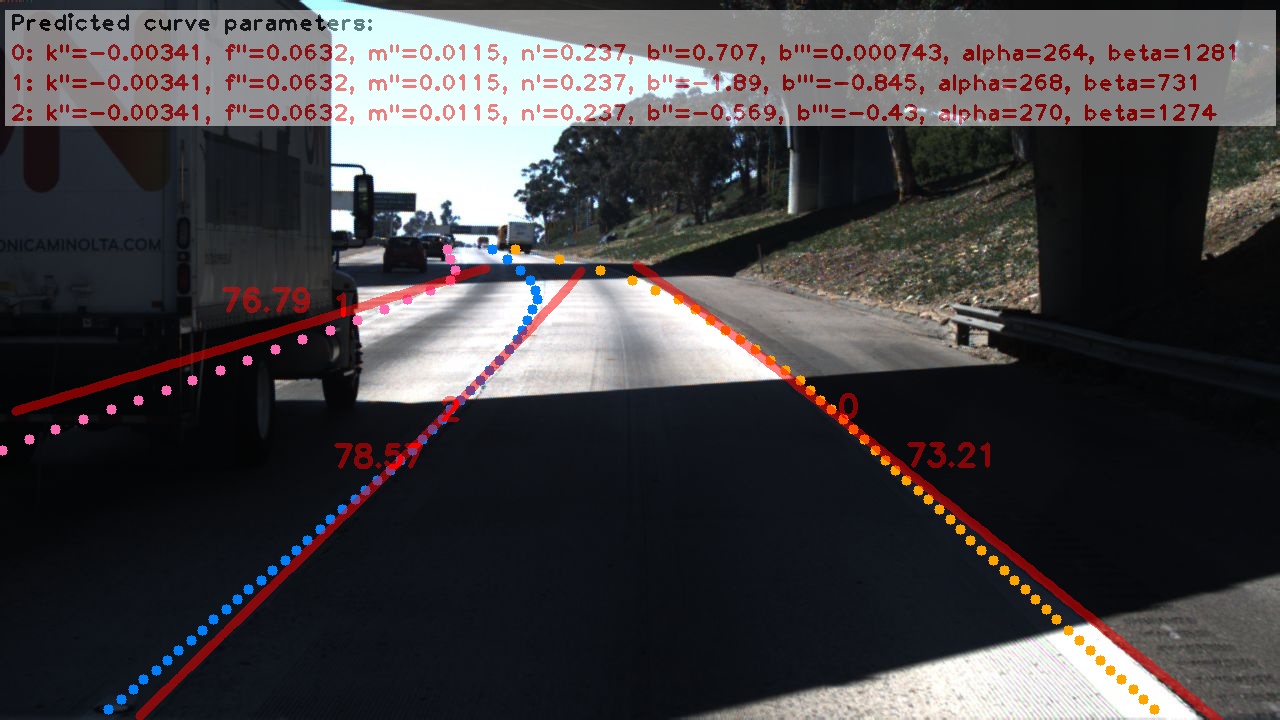 Predicted curve parameters:
0: k''=-0.00341, f''=0.0632, m''=0.0115, n'=0.237, b''=0.707, b'''=0.000743, alpha=264, beta=1281
1: k''=-0.00341, f''=0.0632, m''=0.0115, n'=0.237, b''=-1.89, b'''=-0.845, alpha=268, beta=731
2: k''=-0.00341, f''=0.0632, m''=0.0115, n'=0.237, b''=-0.569, b'''=-0.43, alpha=270, beta=1274
ONICAMINOLTA.COM
76.79 1
2 0
78.57 73.21